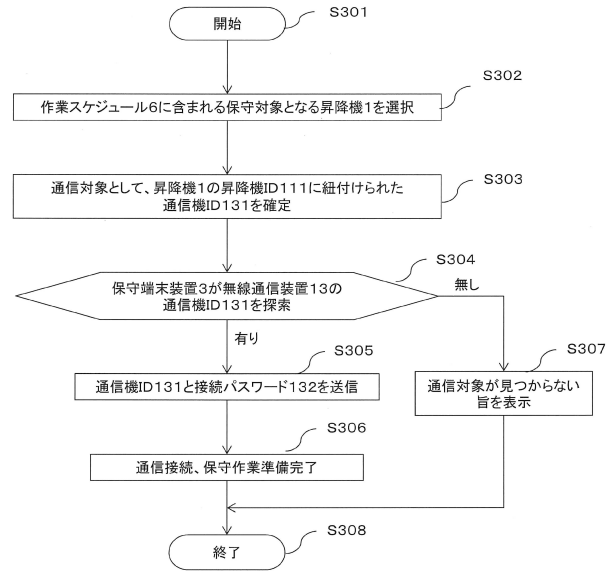 開始
S301
S302
作業スケジュール6に含まれる保守対象となる昇降機1を選択
S303
通信対象として、昇降機1の昇降機ID111に紐付けられた
通信機ID131を確定
S304
保守端末装置3が無線通信装置13の
通信機ID131を探索
無し
有り
S305
通信機ID131と接続パスワード132を送信
S307
通信対象が見つからない
旨を表示
S306
通信接続、保守作業準備完了
S308
終了